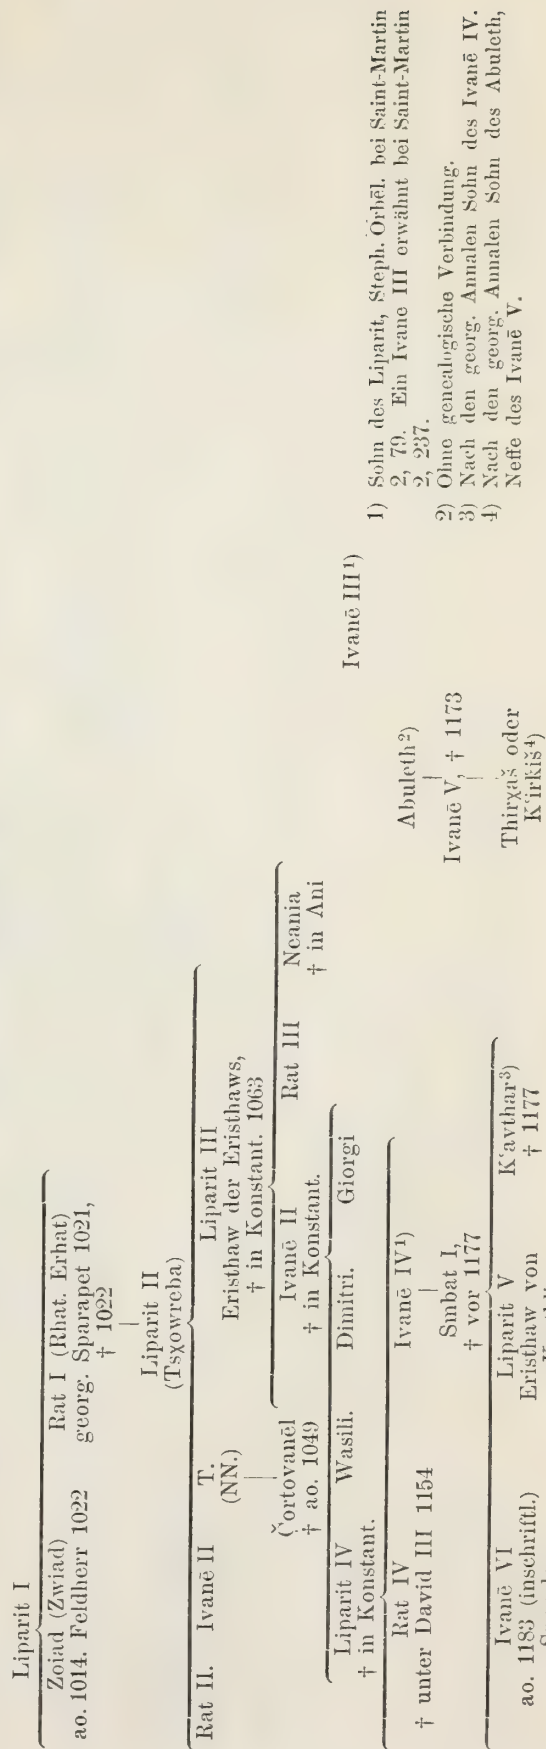 Liparit I
Zoiad (Zwiad)
ao. 1014. Feldherr 1022
Rat I (Rhat. Erhat)
georg. Sparapet 1021,
† 1022
Liparit II
(Tsχowreba)
Rat II.
Ivanē II
T.
(NN.)
Liparit III
Eristhaw der Eristhaws,
† in Konstant. 1063
Čortovanēl
† ao. 1049
Ivanē II
† in Konstant.
Rat III
Neania
† in Ani
Liparit IV
† in Konstant.
Wasili.
Dimitri.
Giorgi
Ivanē III¹)
Rat IV
† unter David III 1154
Ivanē IV¹)
Abuleth²)
Smbat I,
† vor 1177
Ivanē V, † 1173
Ivanē VI
ao. 1183 (inschriftl.)
Liparit V
Eristhaw von
K‘avthar³)
† 1177
Thirχaš oder
K‘irkiš⁴)
1) Sohn des Liparit, Steph. Orbēl. bei Saint-Martin
2, 79. Ein Ivane III erwähnt bei Saint-Martin
2, 237.
2) Ohne genealogische Verbindung.
3) Nach den georg. Annalen Sohn des Ivanē IV.
4) Nach den georg. Annalen Sohn des Abuleth,
Neffe des Ivanē V.